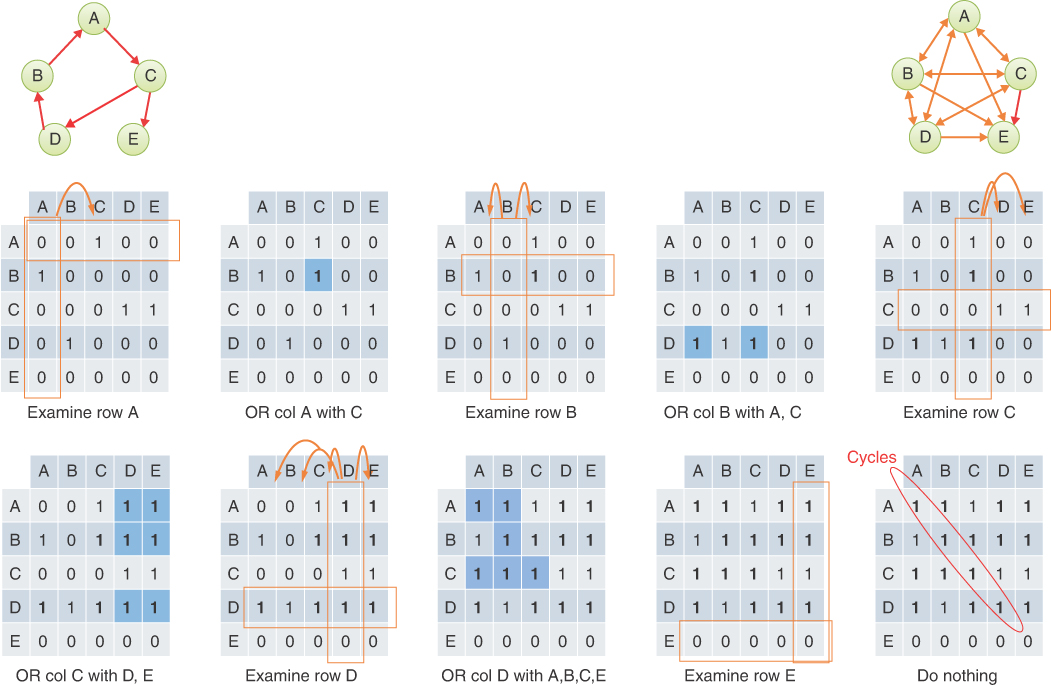 A
B C
D E
A
B C
D E
A B C D E
A 0 0 1 0 0
B 1 0 0 0 0
C 0 0 0 1 1
D 0 1 0 0 0
E 0 0 0 0 0
Examine row A
A B C D E
A 0 0 1 0 0
B 1 0 1 0 0
C 0 0 0 1 1
D 0 1 0 0 0
E 0 0 0 0 0
OR col A with C
A B C D E
A 0 0 1 0 0
B 1 0 1 0 0
C 0 0 0 1 1
D 0 1 0 0 0
E 0 0 0 0 0
Examine row B
A B C D E
A 0 0 1 0 0
B 1 0 1 0 0
C 0 0 0 1 1
D 1 1 1 0 0
E 0 0 0 0 0
OR col B with A, C
A B C D E
A 0 0 1 0 0
B 1 0 1 0 0
C 0 0 0 1 1
D 1 1 1 0 0
E 0 0 0 0 0
Examine row C
A B C D E
A 0 0 1 1 1
B 1 0 1 1 1
C 0 0 0 1 1
D 1 1 1 1 1
E 0 0 0 0 0
OR col C with D, E
A B C D E
A 0 0 1 1 1
B 1 0 1 1 1
C 0 0 0 1 1
D 1 1 1 1 1
E 0 0 0 0 0
Examine row D
A B C D E
A 1 1 1 1 1
B 1 1 1 1 1
C 1 1 1 1 1
D 1 1 1 1 1
E 0 0 0 0 0
OR col D with A,B,C,E
A B C D E
A 1 1 1 1 1
B 1 1 1 1 1
C 1 1 1 1 1
D 1 1 1 1 1
E 0 0 0 0 0
Examine row E
Cycles
A B C D E
A 1 1 1 1 1
B 1 1 1 1 1
C 1 1 1 1 1
D 1 1 1 1 1
E 0 0 0 0 0
Do nothing